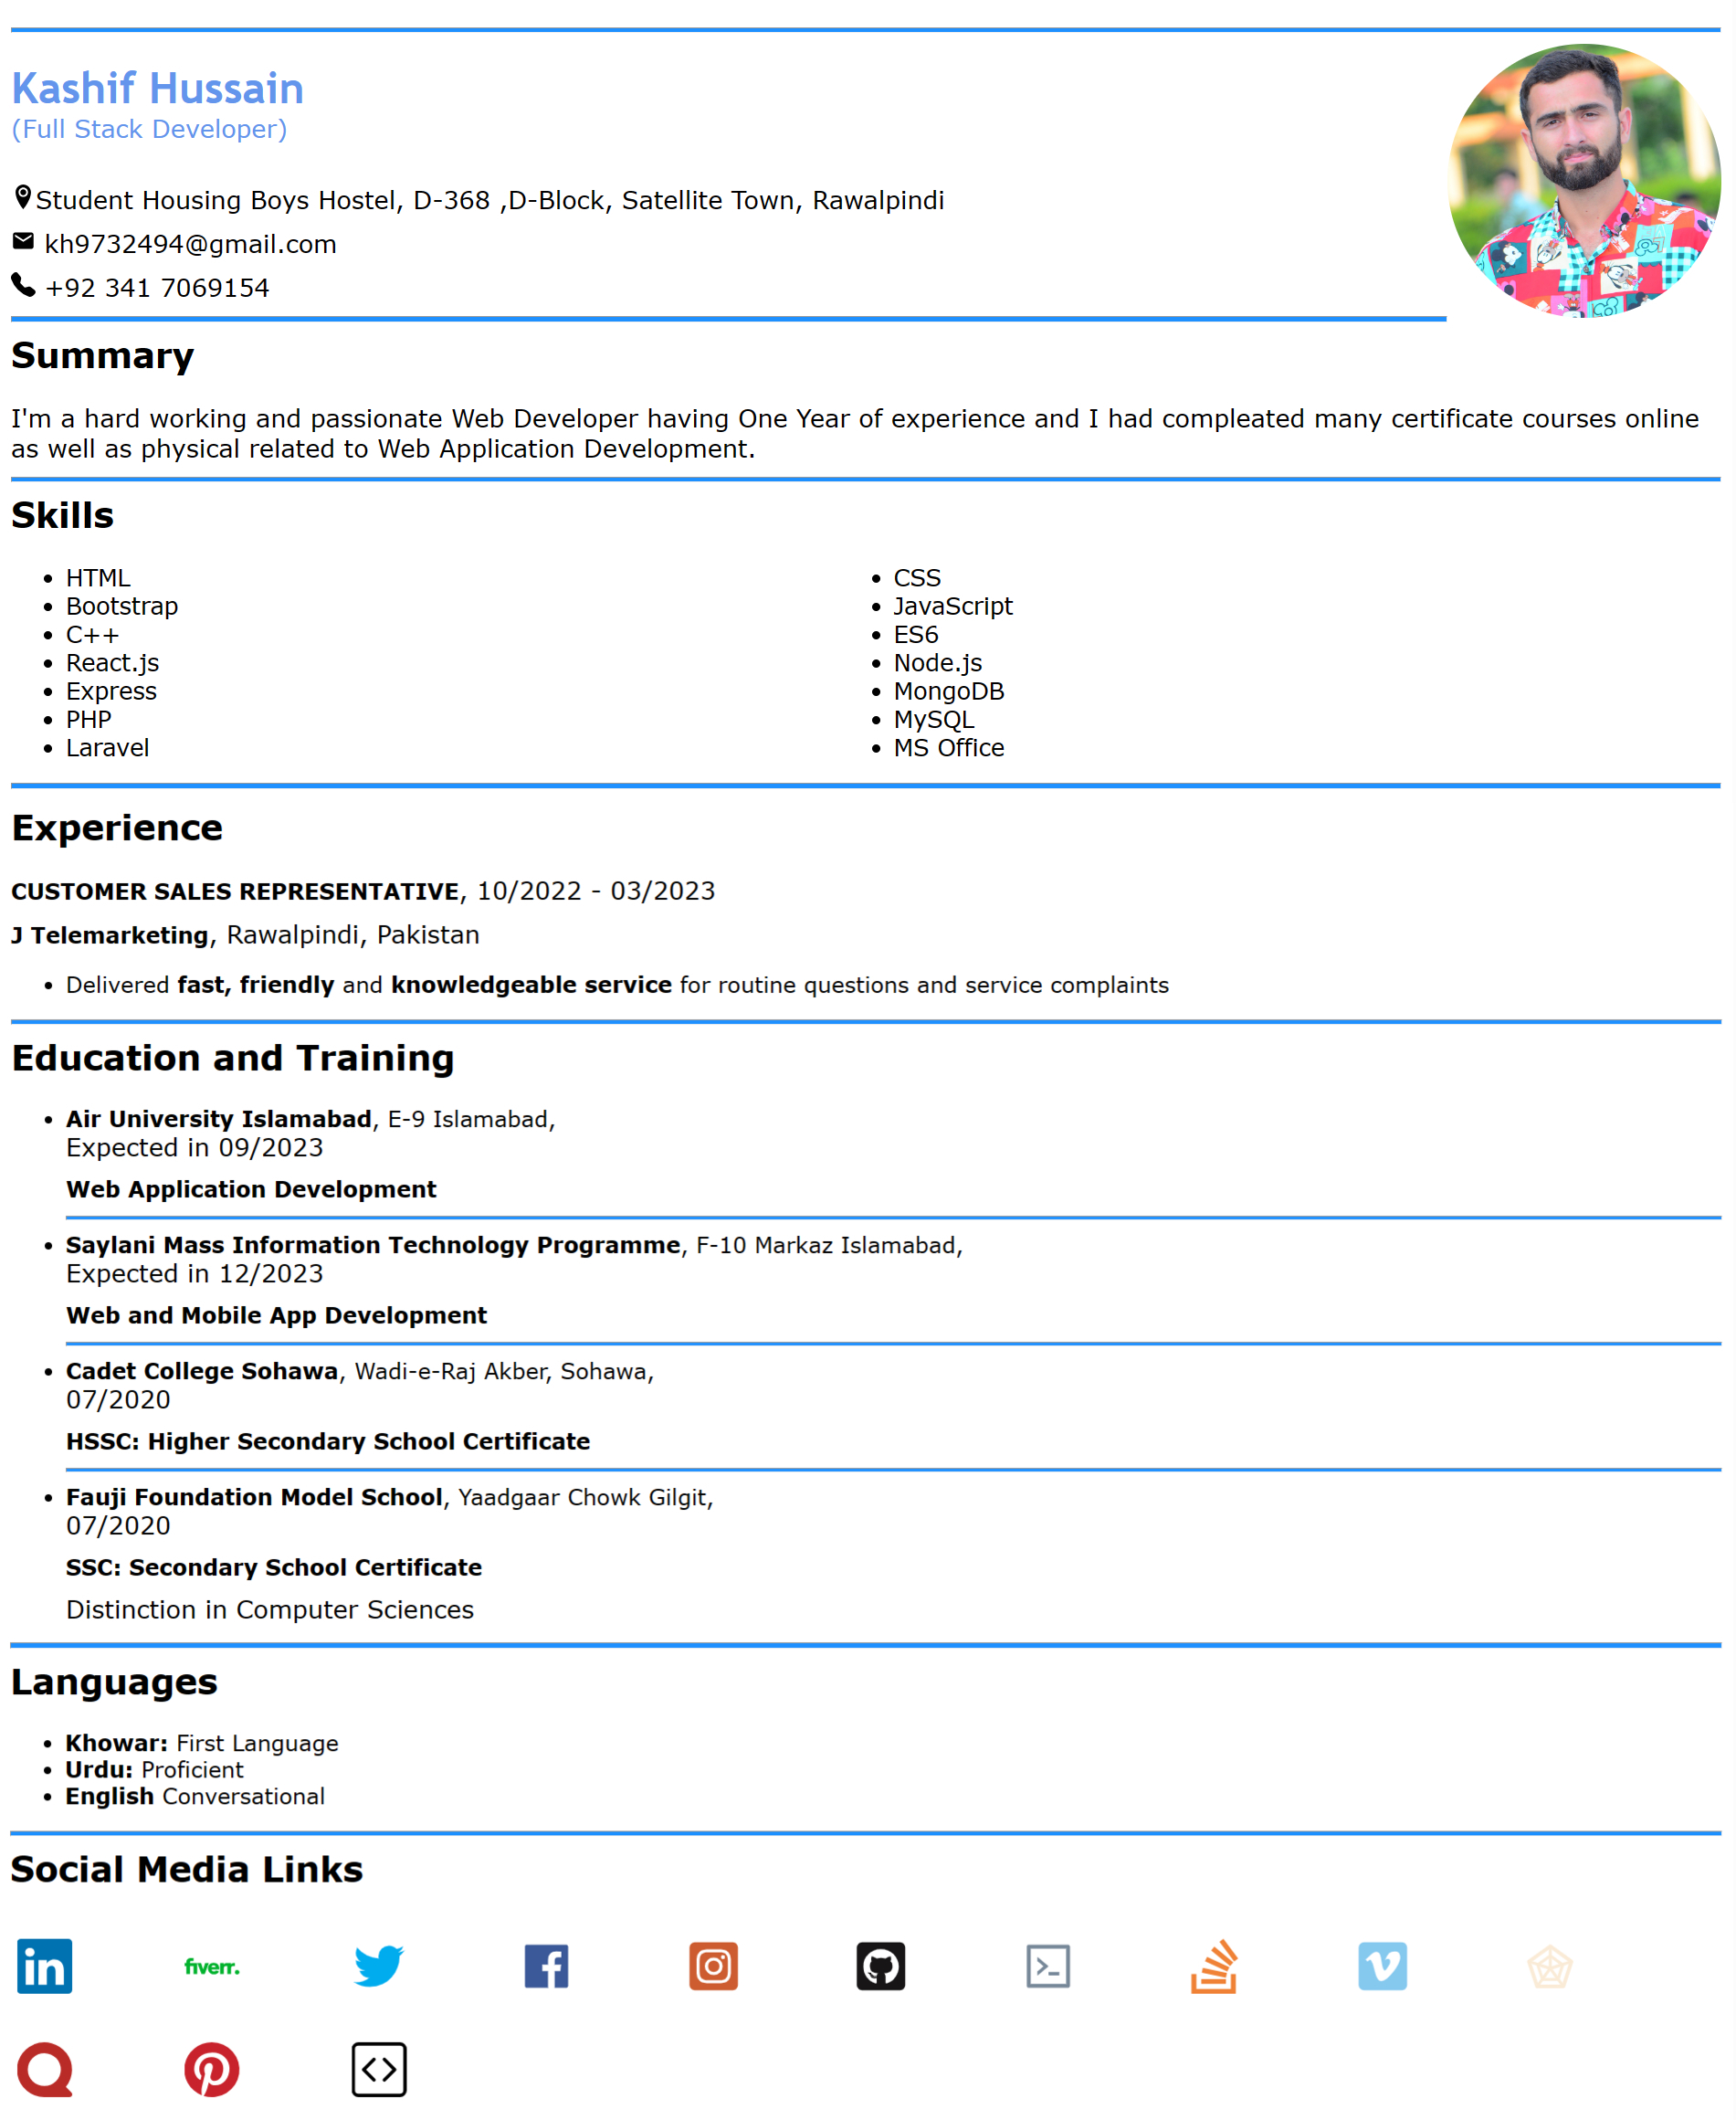 Kashif Hussain
(Full Stack Developer)
Student Housing Boys Hostel, D-368 ,D-Block, Satellite Town, Rawalpindi
kh9732494@gmail.com
+92 341 7069154
Summary
I'm a hard working and passionate Web Developer having One Year of experience and I had compleated many certificate courses online
as well as physical related to Web Application Development.
Skills
• HTML
• Bootstrap
• C++
• React.js
• Express
• PHP
• Laravel
• CSS
• JavaScript
• ES6
• Node.js
• MongoDB
• MySQL
• MS Office
Experience
CUSTOMER SALES REPRESENTATIVE, 10/2022 - 03/2023
J Telemarketing, Rawalpindi, Pakistan
• Delivered fast, friendly and knowledgeable service for routine questions and service complaints
Education and Training
• Air University Islamabad, E-9 Islamabad,
Expected in 09/2023
Web Application Development
• Saylani Mass Information Technology Programme, F-10 Markaz Islamabad,
Expected in 12/2023
Web and Mobile App Development
• Cadet College Sohawa, Wadi-e-Raj Akber, Sohawa,
07/2020
HSSC: Higher Secondary School Certificate
• Fauji Foundation Model School, Yaadgaar Chowk Gilgit,
07/2020
SSC: Secondary School Certificate
Distinction in Computer Sciences
Languages
• Khowar: First Language
• Urdu: Proficient
• English Conversational
Social Media Links
in
fiverr.